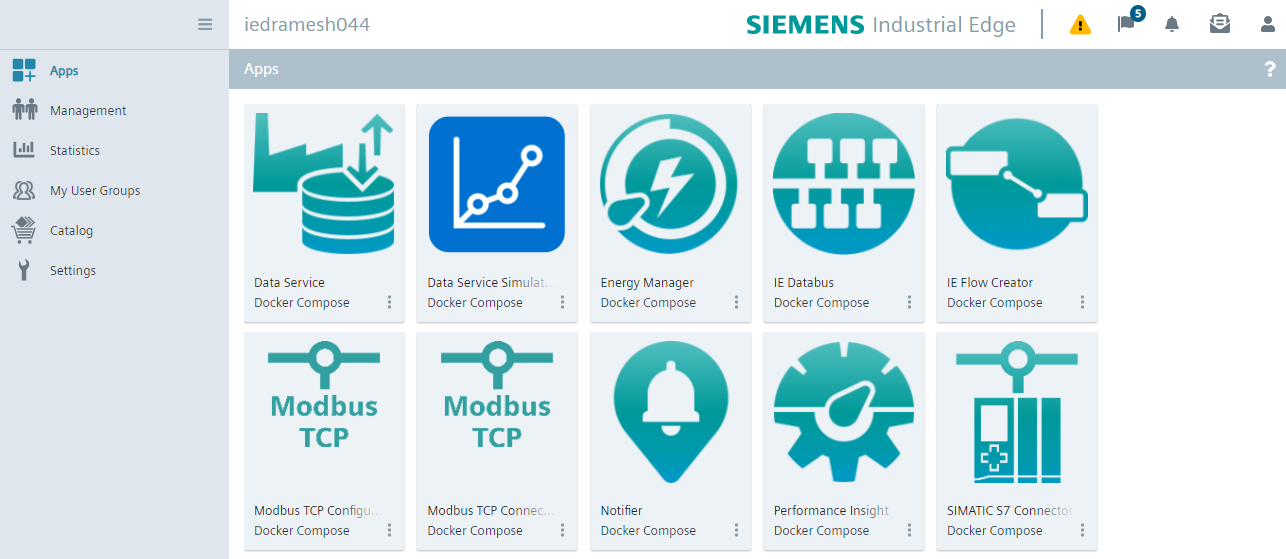 iedramesh044
SIEMENS Industrial Edge
5
Apps
Management
Statistics
My User Groups
Catalog
Settings
Apps
?
Data Service
Docker Compose
Data Service Simulat...
Docker Compose
Energy Manager
Docker Compose
IE Databus
Docker Compose
IE Flow Creator
Docker Compose
Modbus
TCP
Modbus TCP Configu...
Docker Compose
Modbus
TCP
Modbus TCP Connec...
Docker Compose
Notifier
Docker Compose
Performance Insight
Docker Compose
SIMATIC S7 Connector
Docker Compose